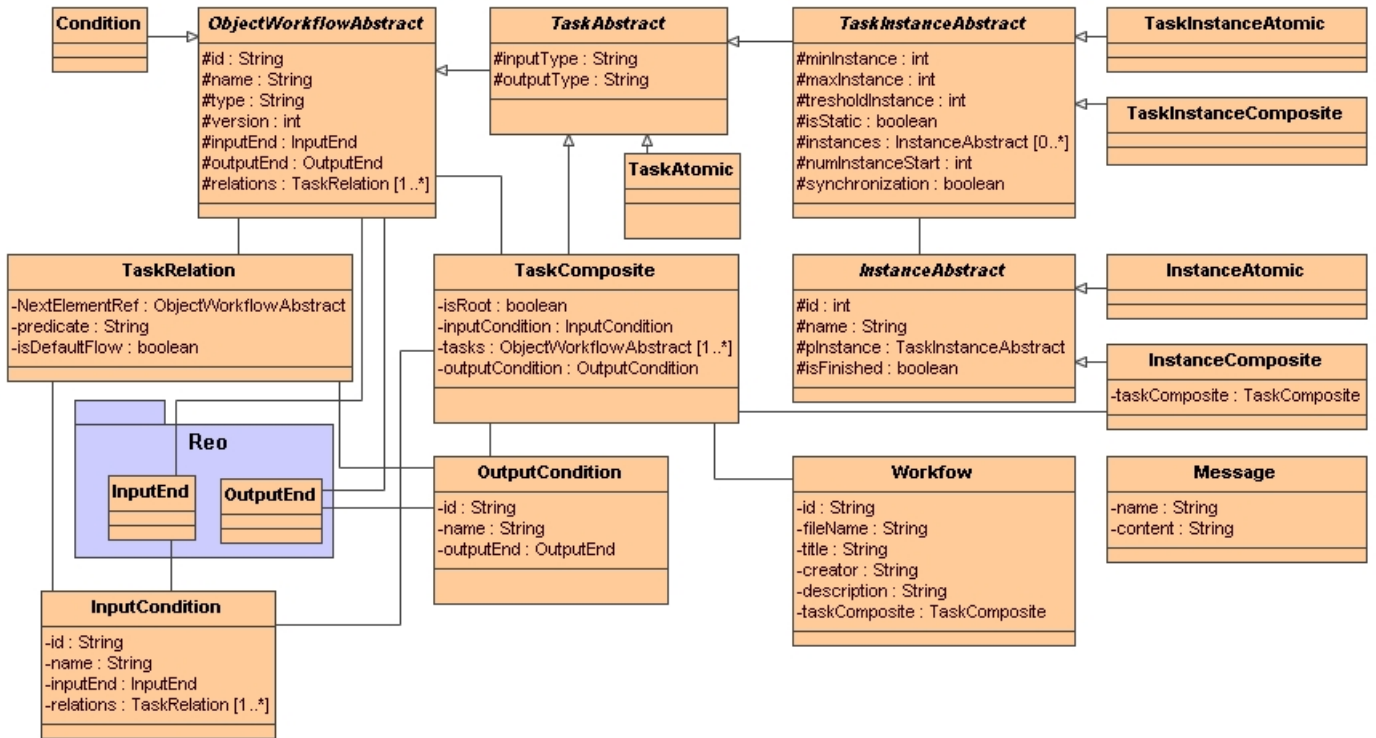 Condition
ObjectWorkflowAbstract
#id : String
#name : String
#type : String
#version : int
#inputEnd : InputEnd
#outputEnd : OutputEnd
#relations : TaskRelation [1..*]
TaskAbstract
#inputType : String
#outputType : String
TaskInstanceAbstract
#minInstance : int
#maxInstance : int
#tresholdInstance : int
#isStatic : boolean
#instances : InstanceAbstract [0..*]
#numInstanceStart : int
#synchronization : boolean
TaskInstanceAtomic
TaskInstanceComposite
TaskAtomic
TaskRelation
-NextElementRef : ObjectWorkflowAbstract
-predicate : String
-isDefaultFlow : boolean
TaskComposite
-isRoot : boolean
-inputCondition : InputCondition
-tasks : ObjectWorkflowAbstract [1..*]
-outputCondition : OutputCondition
InstanceAbstract
#id : int
#name : String
#pInstance : TaskInstanceAbstract
#isFinished : boolean
InstanceAtomic
InstanceComposite
-taskComposite : TaskComposite
Reo
InputEnd
OutputEnd
OutputCondition
-id : String
-name : String
-outputEnd : OutputEnd
Workfow
-id : String
-fileName : String
-title : String
-creator : String
-description : String
-taskComposite : TaskComposite
Message
-name : String
-content : String
InputCondition
-id : String
-name : String
-inputEnd : InputEnd
-relations : TaskRelation [1..*]